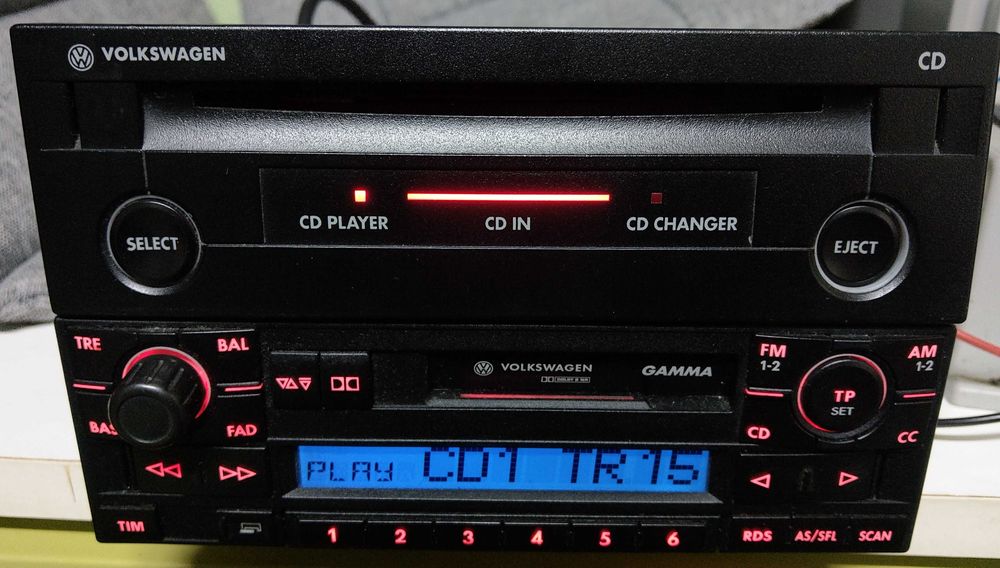 VOLKSWAGEN CD
CD PLAYER CD IN CD CHANGER
SELECT EJECT
TRE BAL
VOLKSWAGEN
DOLBY B NR
GAMMA
FM 1-2
AM 1-2
TP
SET
BAS FAD
CD CC
PLAY CD1 TR15
TIM
1 2 3 4 5 6
RDS AS/SFL SCAN